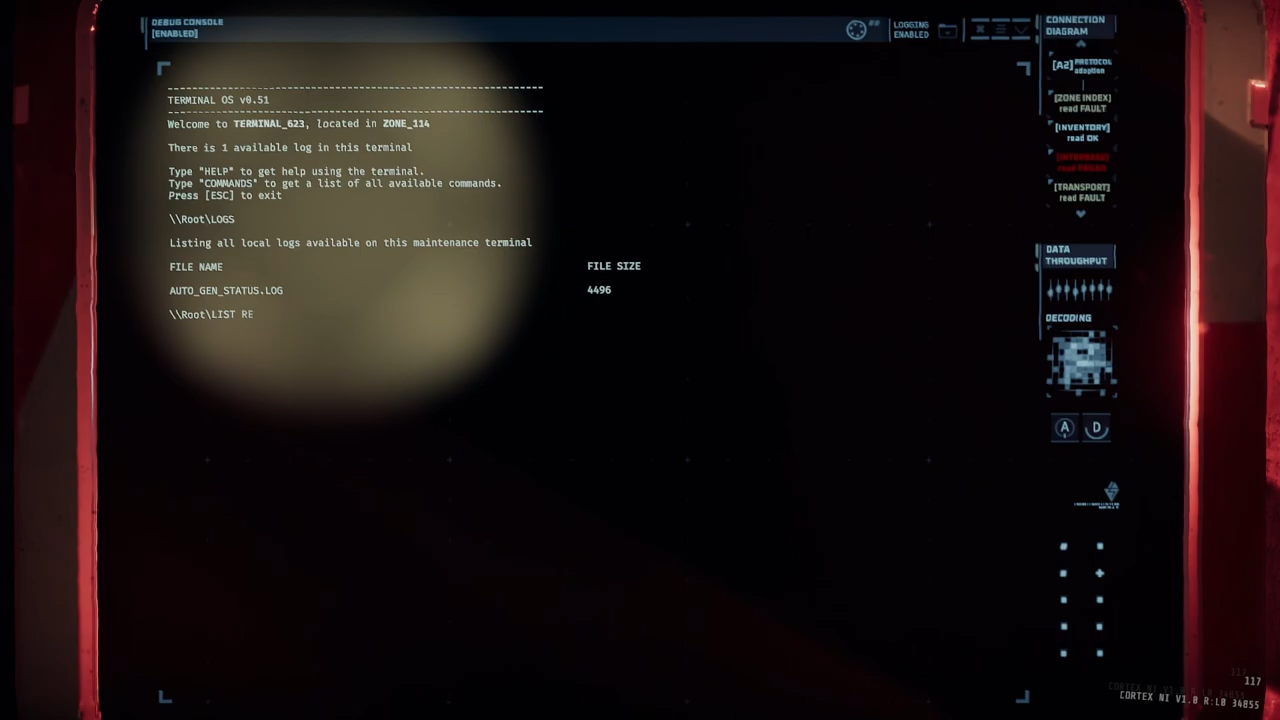 DEBUG CONSOLE
[ENABLED]
LOGGING
ENABLED
------------------------------------------------------------
TERMINAL OS v0.51
------------------------------------------------------------
Welcome to TERMINAL_623, located in ZONE_114
There is 1 available log in this terminal
Type "HELP" to get help using the terminal.
Type "COMMANDS" to get a list of all available commands.
Press [ESC] to exit
\\Root\LOGS
Listing all local logs available on this maintenance terminal
FILE NAME FILE SIZE
AUTO_GEN_STATUS.LOG 4496
\\Root\LIST RE
CONNECTION
DIAGRAM
[A2] PROTOCOL
adaption
[ZONE INDEX]
read FAULT
[INVENTORY]
read OK
read
[TRANSPORT]
read FAULT
DATA
THROUGHPUT
DECODING
A D
117
117
CORTEX NI V1.0 R:L0 34855